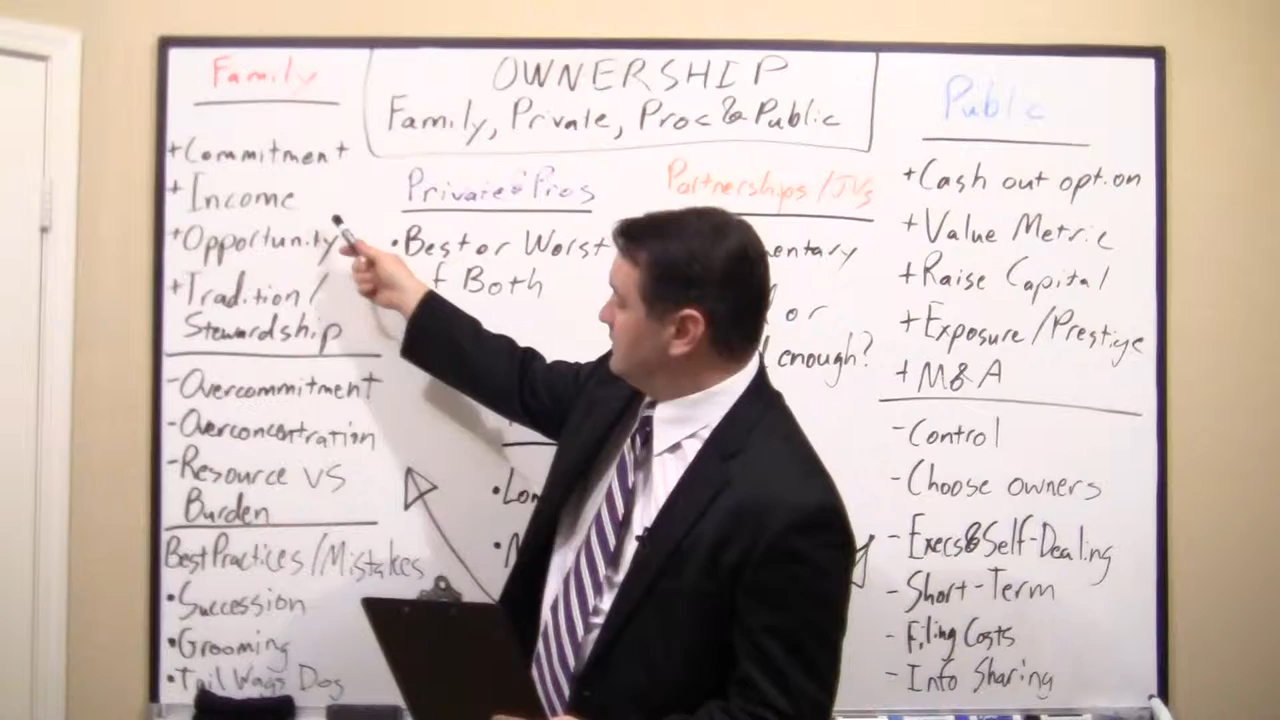 OWNERSHIP
Family, Private, Pros & Public
Family
+Commitment
+Income
+Opportunity
+Tradition/
Stewardship
-Overcommitment
-Overconcentration
-Resource VS
Burden
Best Practices/Mistakes
•Succession
•Grooming
•Tail Wags Dog
Private & Pros
•Best or Worst
of Both
Partnerships/JVs
or
enough?
Public
+Cash out option
+Value Metric
+Raise Capital
+Exposure/Prestige
+M&A
-Control
-Choose owners
-Execs & Self-Dealing
-Short-Term
-Filing Costs
-Info Sharing